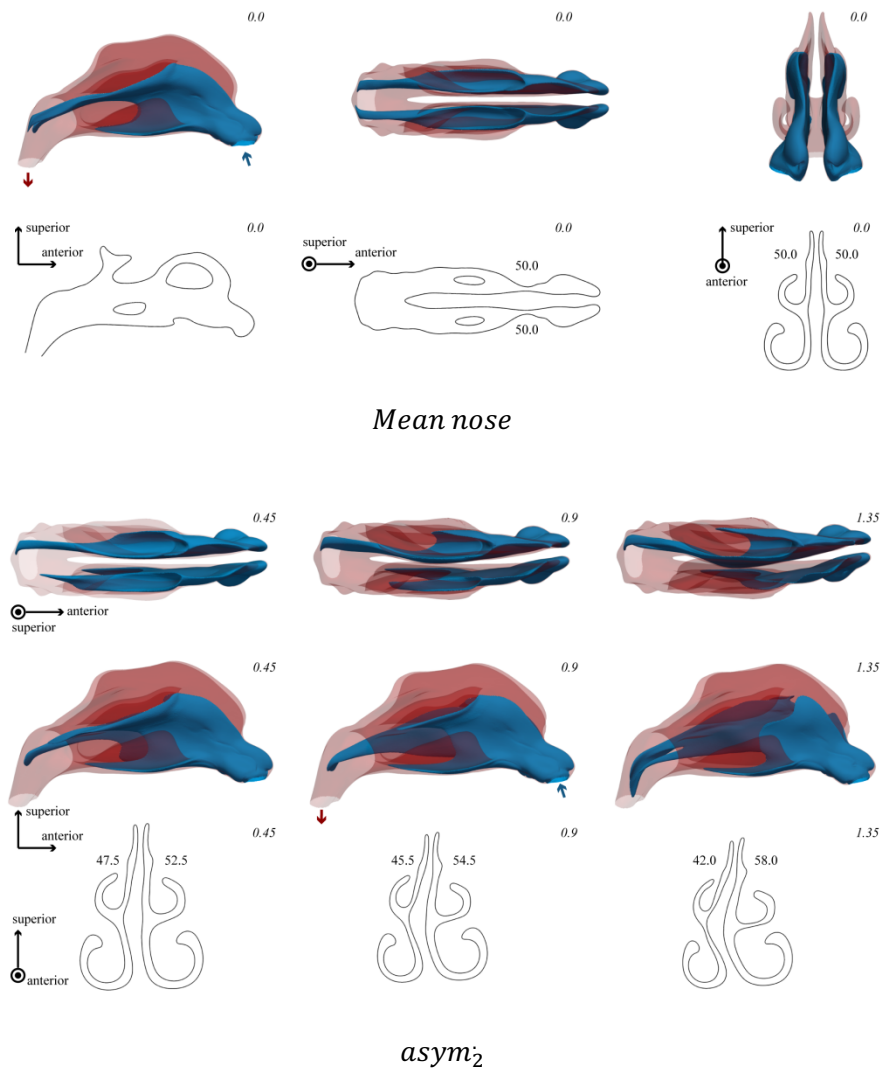 0.0 0.0 0.0
superior 0.0 0.0 superior 0.0
anterior superior anterior 50.0 50.0 50.0
anterior
50.0
Mean nose
0.45 0.9 1.35
anterior
superior
0.45 0.9 1.35
superior
anterior 0.45 0.9 1.35
47.5 52.5 45.5 54.5 42.0 58.0
superior
anterior
asym₂